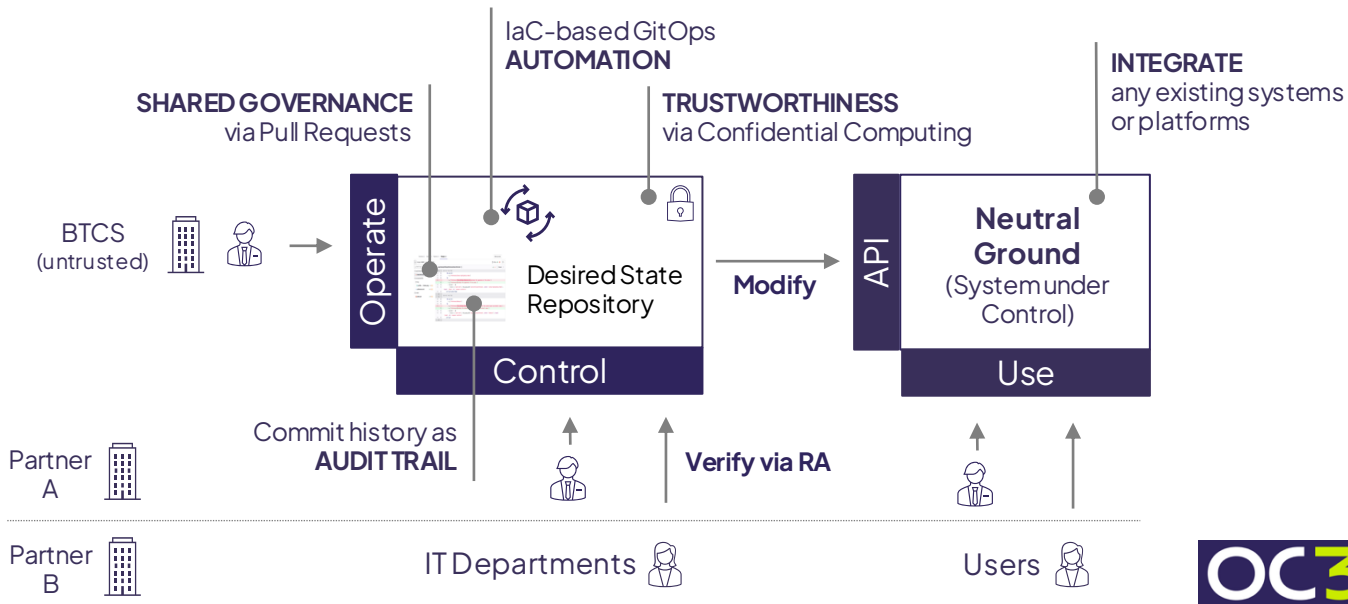 IaC-based GitOps
AUTOMATION
SHARED GOVERNANCE
via Pull Requests
TRUSTWORTHINESS
via Confidential Computing
INTEGRATE
any existing systems
or platforms
BTCS
(untrusted)
Operate
Desired State
Repository
Control
Modify
API
Neutral
Ground
(System under
Control)
Use
Commit history as
AUDIT TRAIL
Verify via RA
Partner
A
Partner
B
IT Departments
Users
OC3